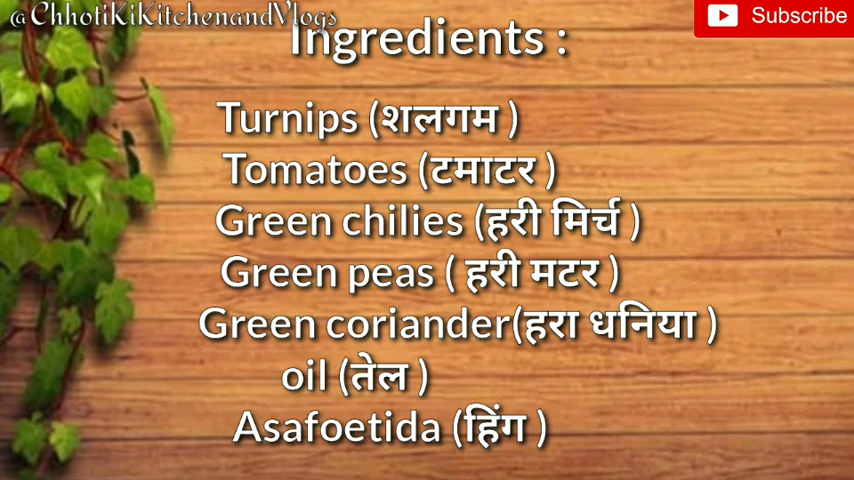 @ChhotiKiKitchenandVlogs
Subscribe
Ingredients :
Turnips (शलगम )
Tomatoes (टमाटर )
Green chilies (हरी मिर्च )
Green peas ( हरी मटर )
Green coriander(हरा धनिया )
oil (तेल )
Asafoetida (हिंग )